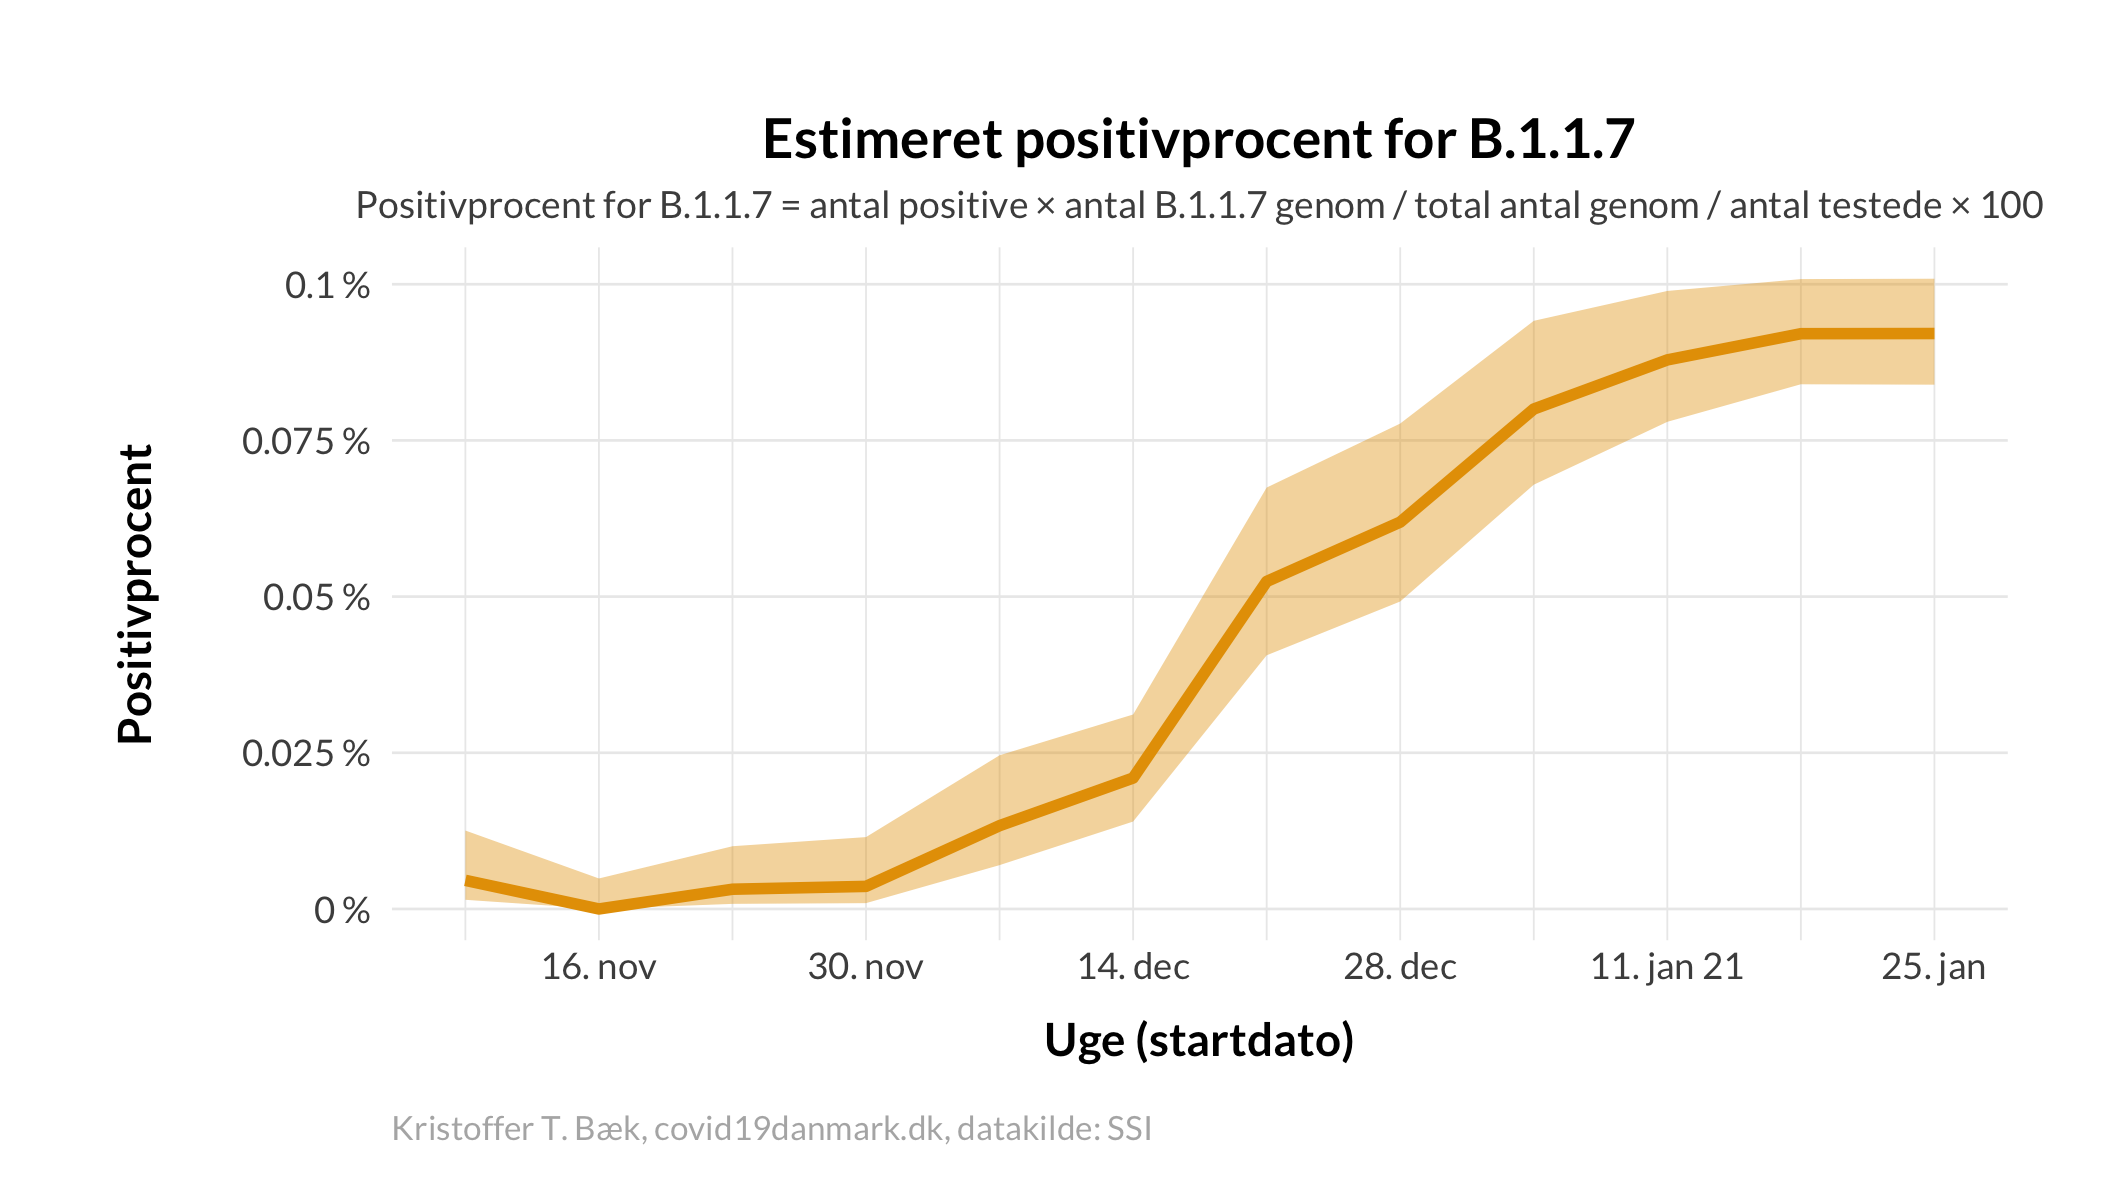 Estimeret positivprocent for B.1.1.7
Positivprocent for B.1.1.7 = antal positive × antal B.1.1.7 genom / total antal genom / antal testede × 100
Positivprocent
0.1 %
0.075 %
0.05 %
0.025 %
0 %
16. nov
30. nov
14. dec
28. dec
11. jan 21
25. jan
Uge (startdato)
Kristoffer T. Bæk, covid19danmark.dk, datakilde: SSI